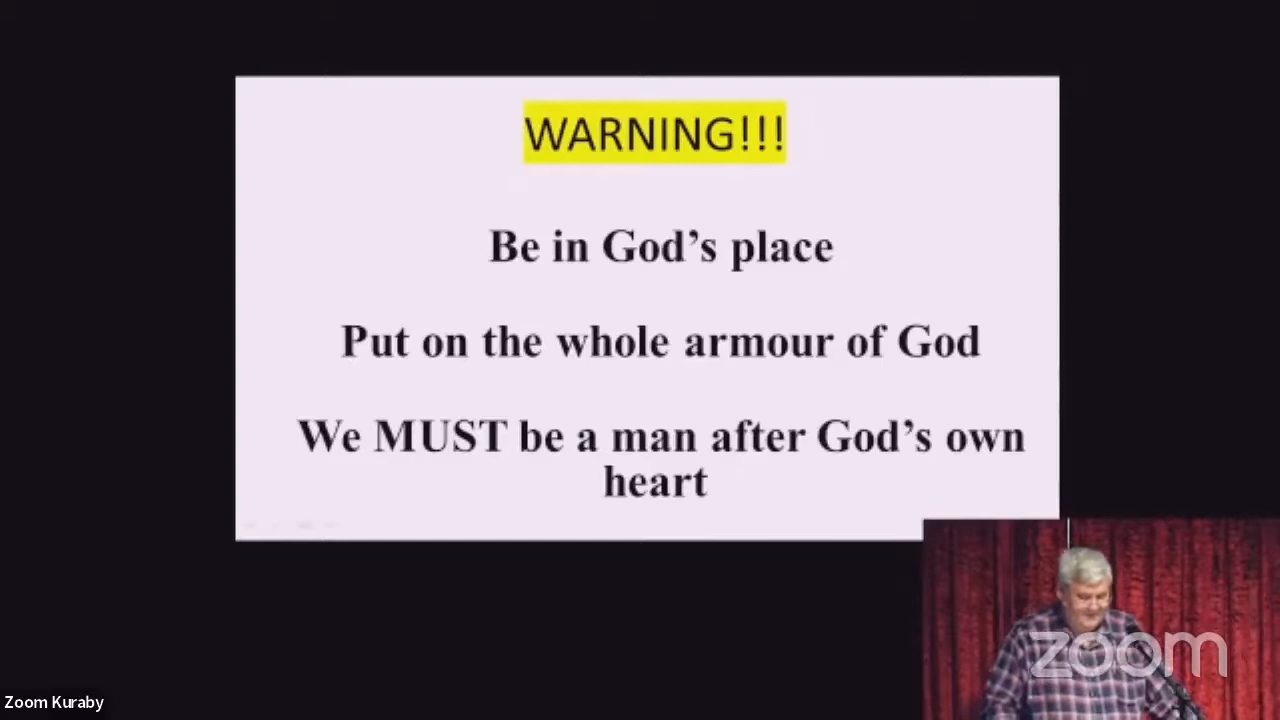 WARNING!!!
Be in God’s place
Put on the whole armour of God
We MUST be a man after God’s own
heart
zoom
Zoom Kuraby